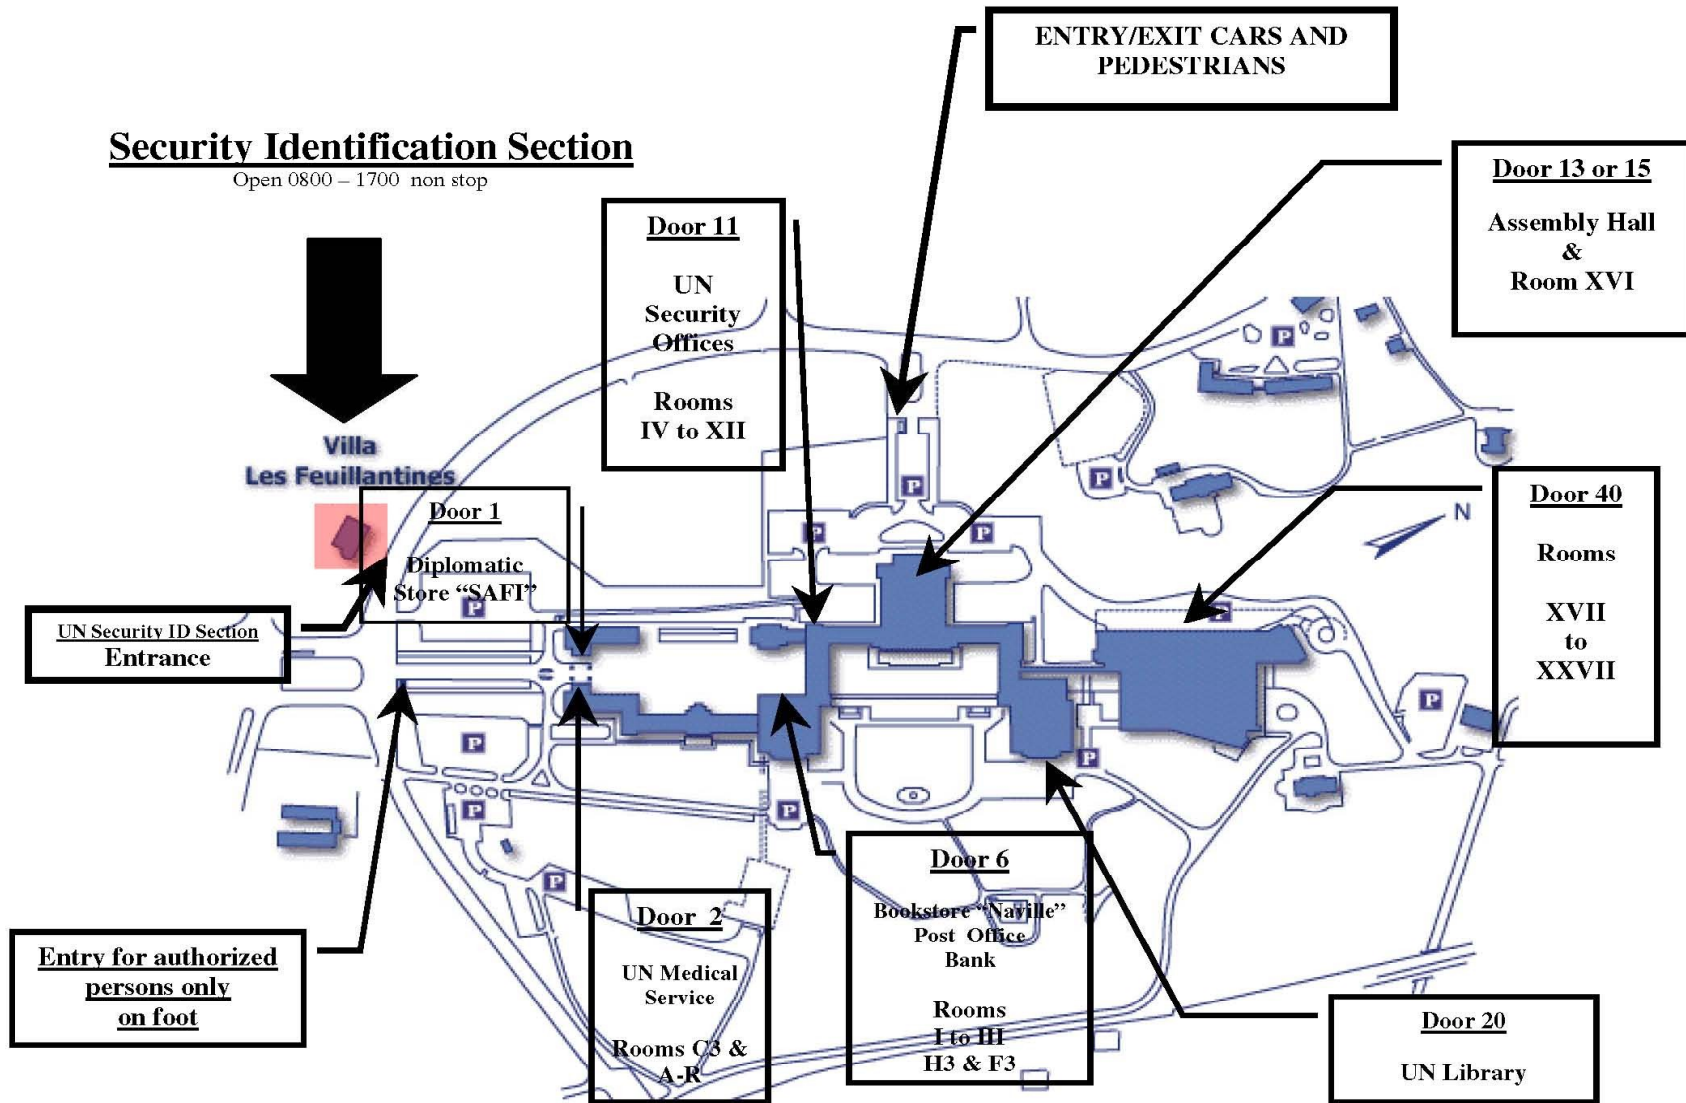 ENTRY/EXIT CARS AND
PEDESTRIANS
Security Identification Section
Open 0800 – 1700 non stop
Door 13 or 15
Assembly Hall
&
Room XVI
Door 11
UN
Security
Offices
Rooms
IV to XII
Villa
Les Feuillantines
Door 1
Diplomatic
Store “SAFI”
Door 40
Rooms
XVII
to
XXVII
N
UN Security ID Section
Entrance
P
P
P
P
P
P
P
P
P
P
P
P
P
Door 6
Bookstore “Naville”
Post Office
Bank
Rooms
I to III
H3 & F3
Door 2
UN Medical
Service
Rooms C3 &
A-R
Entry for authorized
persons only
on foot
Door 20
UN Library